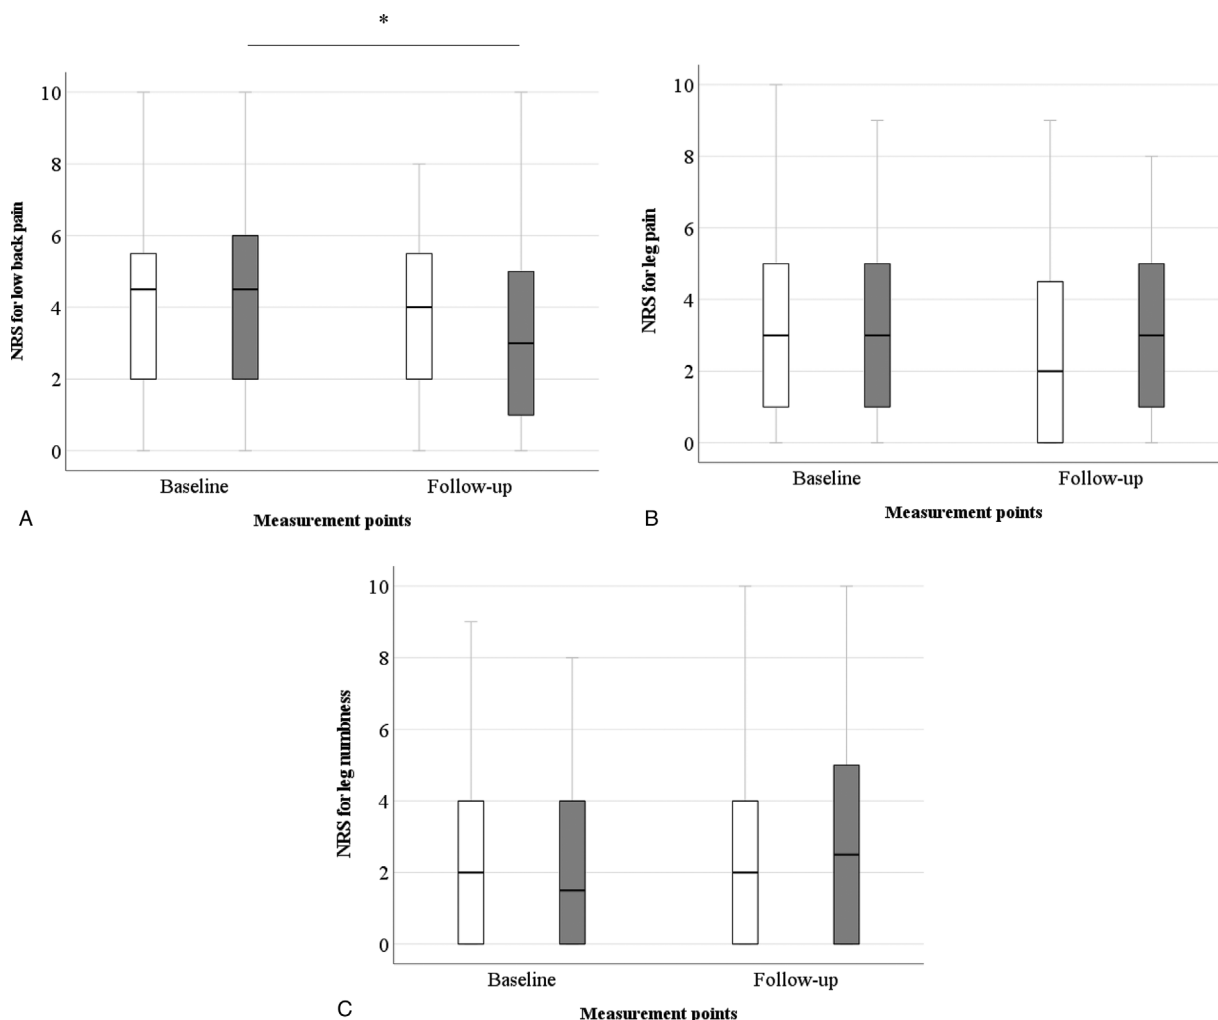 *
10
8
6
4
2
0
NRS for low back pain
Baseline
Follow-up
Measurement points
A
10
8
6
4
2
0
NRS for leg pain
Baseline
Follow-up
Measurement points
B
10
8
6
4
2
0
NRS for leg numbness
Baseline
Follow-up
Measurement points
C